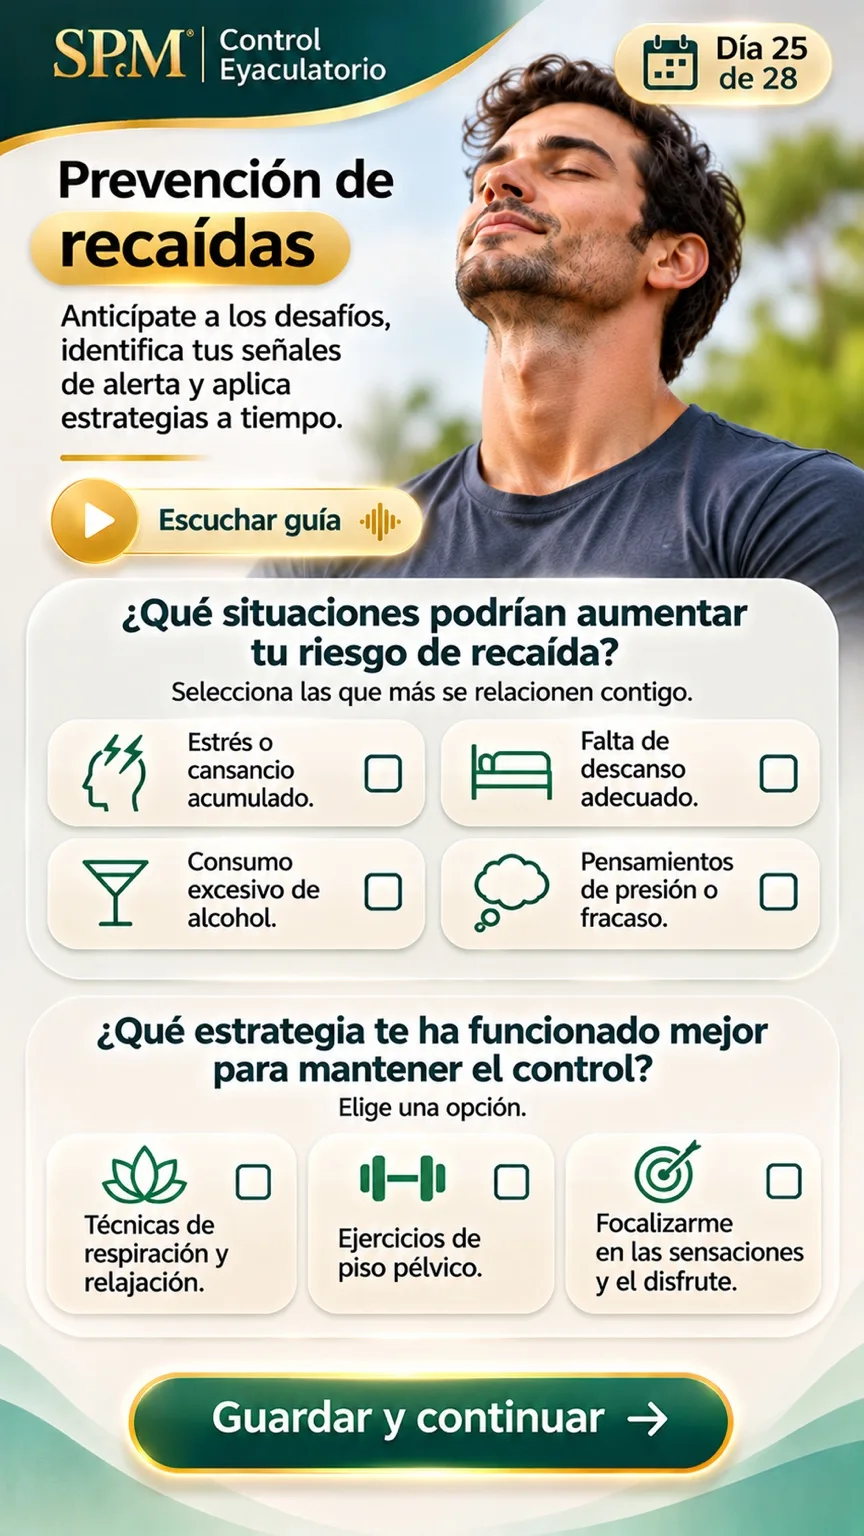 SPM® Control
Eyaculatorio
Día 25
de 28
Prevención de
recaídas
Anticípate a los desafíos,
identifica tus señales
de alerta y aplica
estrategias a tiempo.
Escuchar guía
¿Qué situaciones podrían aumentar
tu riesgo de recaída?
Selecciona las que más se relacionen contigo.
Estrés o
cansancio
acumulado.
Falta de
descanso
adecuado.
Consumo
excesivo de
alcohol.
Pensamientos
de presión o
fracaso.
¿Qué estrategia te ha funcionado mejor
para mantener el control?
Elige una opción.
Técnicas de
respiración y
relajación.
Ejercicios de
piso pélvico.
Focalizarme
en las sensaciones
y el disfrute.
Guardar y continuar →